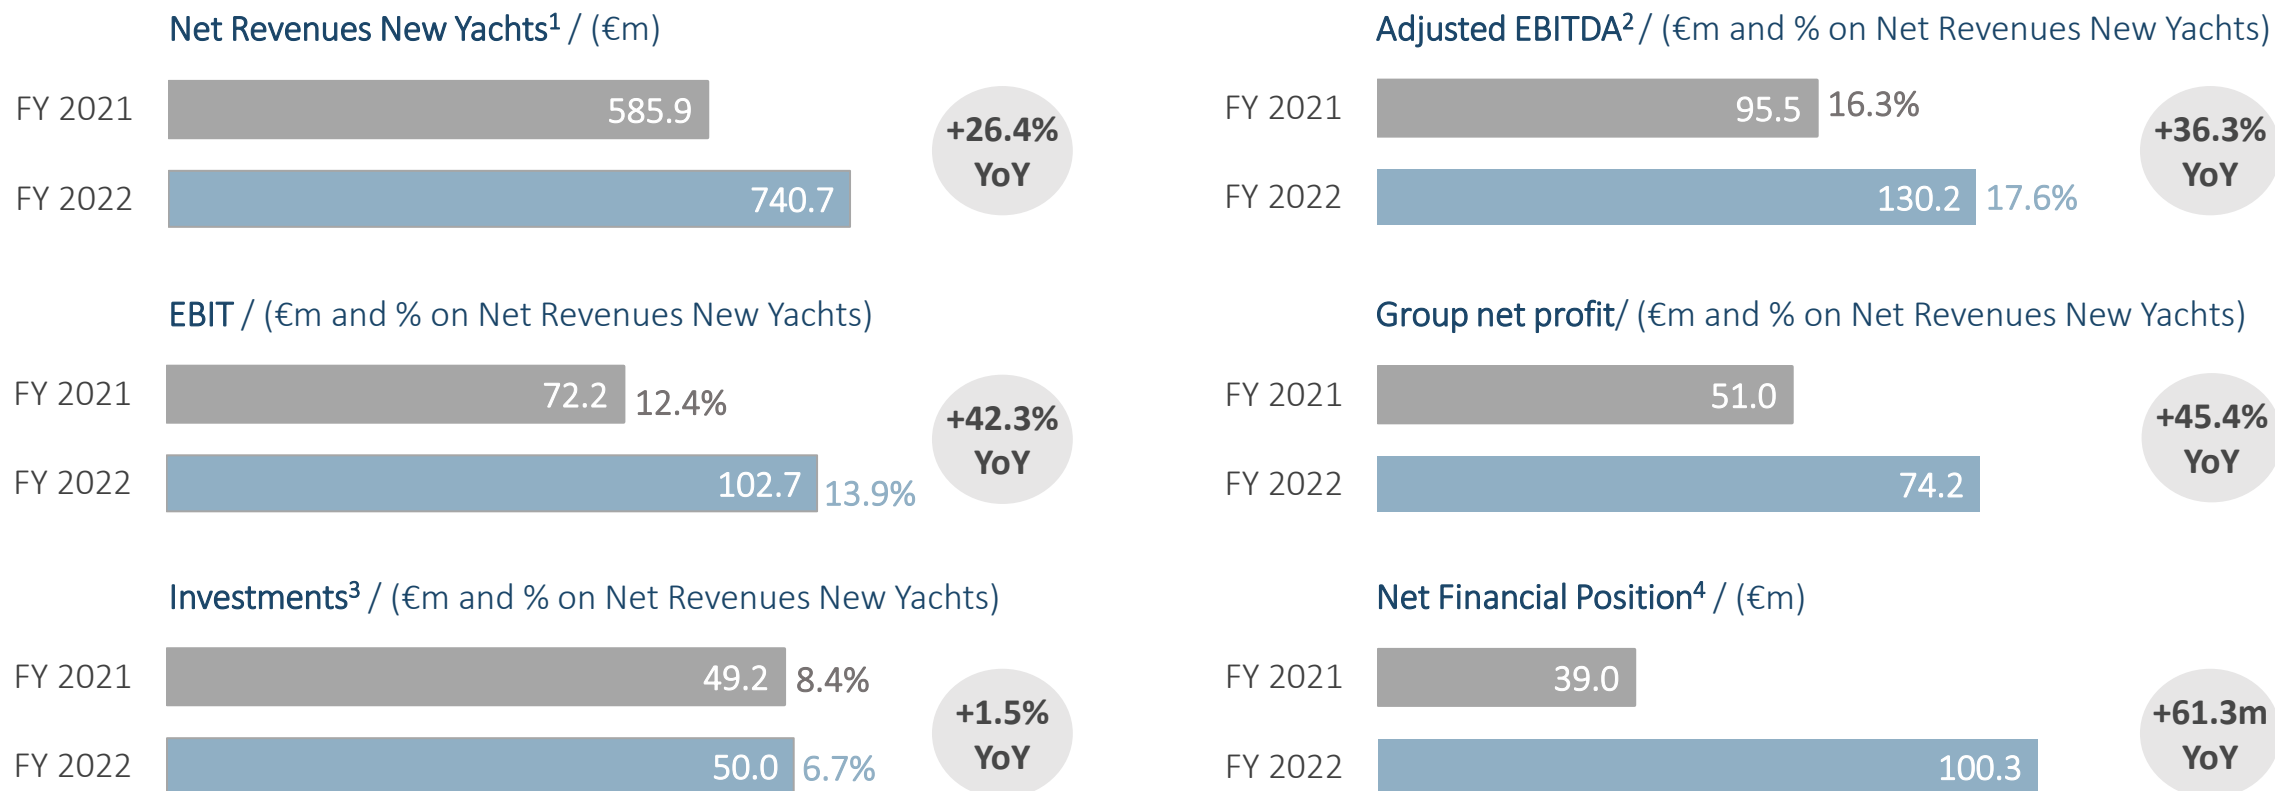 Net Revenues New Yachts¹ / (€m)
FY 2021
585.9
FY 2022
740.7
+26.4%
YoY
Adjusted EBITDA² / (€m and % on Net Revenues New Yachts)
FY 2021
95.5
16.3%
FY 2022
130.2
17.6%
+36.3%
YoY
EBIT / (€m and % on Net Revenues New Yachts)
FY 2021
72.2
12.4%
FY 2022
102.7
13.9%
+42.3%
YoY
Group net profit/ (€m and % on Net Revenues New Yachts)
FY 2021
51.0
FY 2022
74.2
+45.4%
YoY
Investments³ / (€m and % on Net Revenues New Yachts)
FY 2021
49.2
8.4%
FY 2022
50.0
6.7%
+1.5%
YoY
Net Financial Position⁴ / (€m)
FY 2021
39.0
FY 2022
100.3
+61.3m
YoY